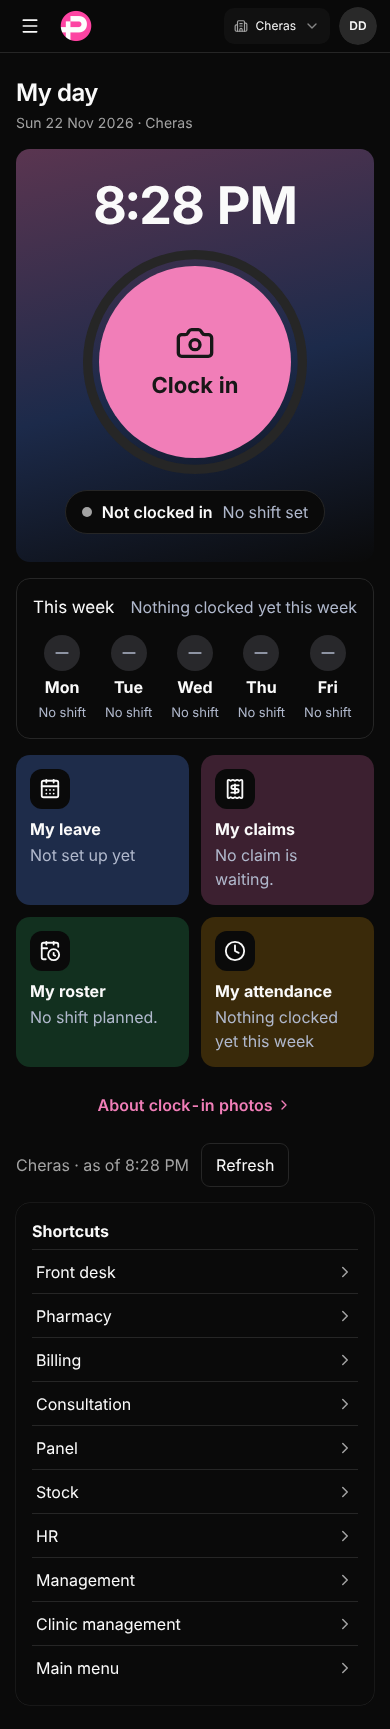 Cheras
DD
My day
Sun 22 Nov 2026 · Cheras
8:28 PM
Clock in
Not clocked in No shift set
This week Nothing clocked yet this week
Mon Tue Wed Thu Fri
No shift No shift No shift No shift No shift
My leave
Not set up yet
My claims
No claim is
waiting.
My roster
No shift planned.
My attendance
Nothing clocked
yet this week
About clock-in photos
Cheras · as of 8:28 PM Refresh
Shortcuts
Front desk
Pharmacy
Billing
Consultation
Panel
Stock
HR
Management
Clinic management
Main menu